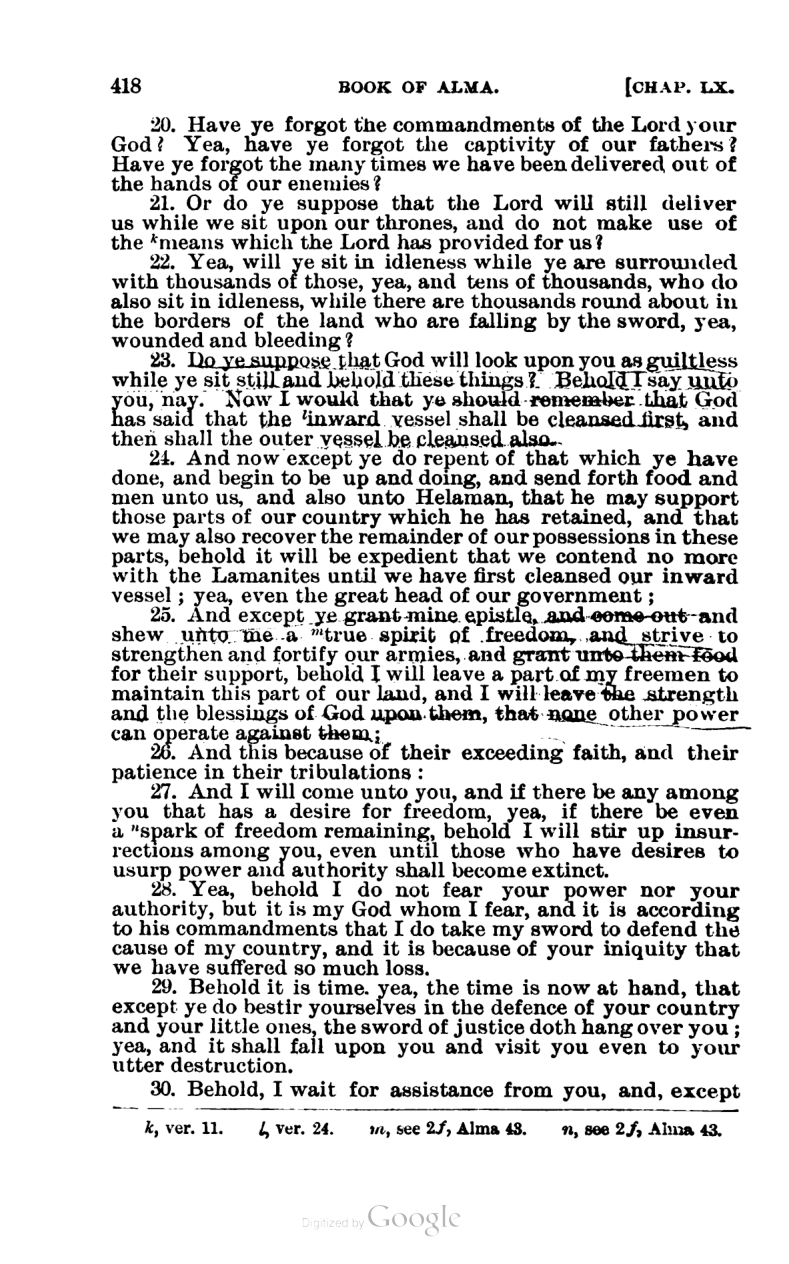 418 BOOK OF ALMA. [CHAP. LX.
20. Have ye forgot the commandments of the Lord your
God? Yea, have ye forgot the captivity of our fathers?
Have ye forgot the many times we have been delivered out of
the hands of our enemies?
21. Or do ye suppose that the Lord will still deliver
us while we sit upon our thrones, and do not make use of
the ᵏmeans which the Lord has provided for us?
22. Yea, will ye sit in idleness while ye are surrounded
with thousands of those, yea, and tens of thousands, who do
also sit in idleness, while there are thousands round about in
the borders of the land who are falling by the sword, yea,
wounded and bleeding?
23. Do ye suppose that God will look upon you as guiltless
while ye sit still and behold these things? Behold I say unto
you, nay. Now I would that ye should remember that God
has said that the ˡinward vessel shall be cleansed first, and
then shall the outer vessel be cleansed also.
24. And now except ye do repent of that which ye have
done, and begin to be up and doing, and send forth food and
men unto us, and also unto Helaman, that he may support
those parts of our country which he has retained, and that
we may also recover the remainder of our possessions in these
parts, behold it will be expedient that we contend no more
with the Lamanites until we have first cleansed our inward
vessel; yea, even the great head of our government;
25. And except ye grant mine epistle, and come out and
shew unto me a ᵐtrue spirit of freedom, and strive to
strengthen and fortify our armies, and grant unto them food
for their support, behold I will leave a part of my freemen to
maintain this part of our land, and I will leave the strength
and the blessings of God upon them, that none other power
can operate against them;
26. And this because of their exceeding faith, and their
patience in their tribulations:
27. And I will come unto you, and if there be any among
you that has a desire for freedom, yea, if there be even
a ⁿspark of freedom remaining, behold I will stir up insur-
rections among you, even until those who have desires to
usurp power and authority shall become extinct.
28. Yea, behold I do not fear your power nor your
authority, but it is my God whom I fear, and it is according
to his commandments that I do take my sword to defend the
cause of my country, and it is because of your iniquity that
we have suffered so much loss.
29. Behold it is time. yea, the time is now at hand, that
except ye do bestir yourselves in the defence of your country
and your little ones, the sword of justice doth hang over you;
yea, and it shall fall upon you and visit you even to your
utter destruction.
30. Behold, I wait for assistance from you, and, except
k, ver. 11. l, ver. 24. m, see 2f, Alma 43. n, see 2f, Alma 43.
Digitized by Google